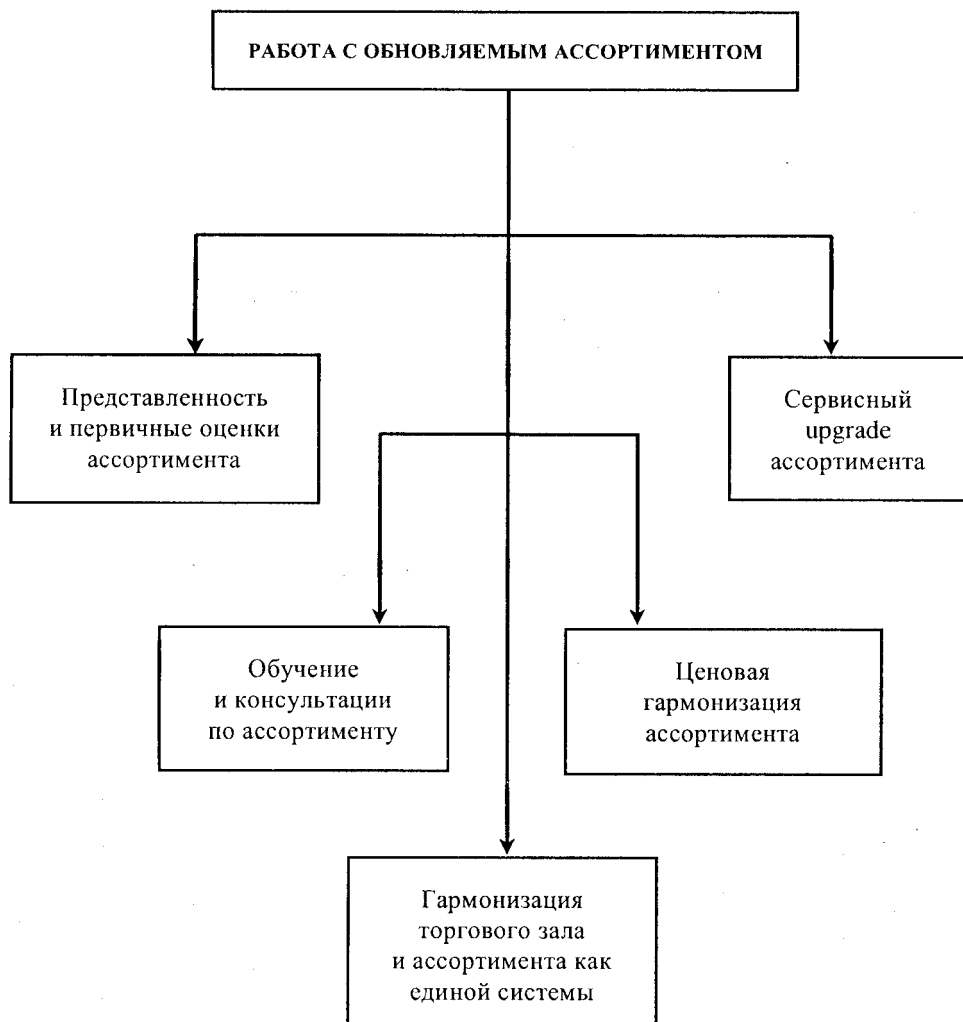 РАБОТА С ОБНОВЛЯЕМЫМ АССОРТИМЕНТОМ
Представленность
и первичные оценки
ассортимента
Сервисный
upgrade
ассортимента
Обучение
и консультации
по ассортименту
Ценовая
гармонизация
ассортимента
Гармонизация
торгового зала
и ассортимента как
единой системы